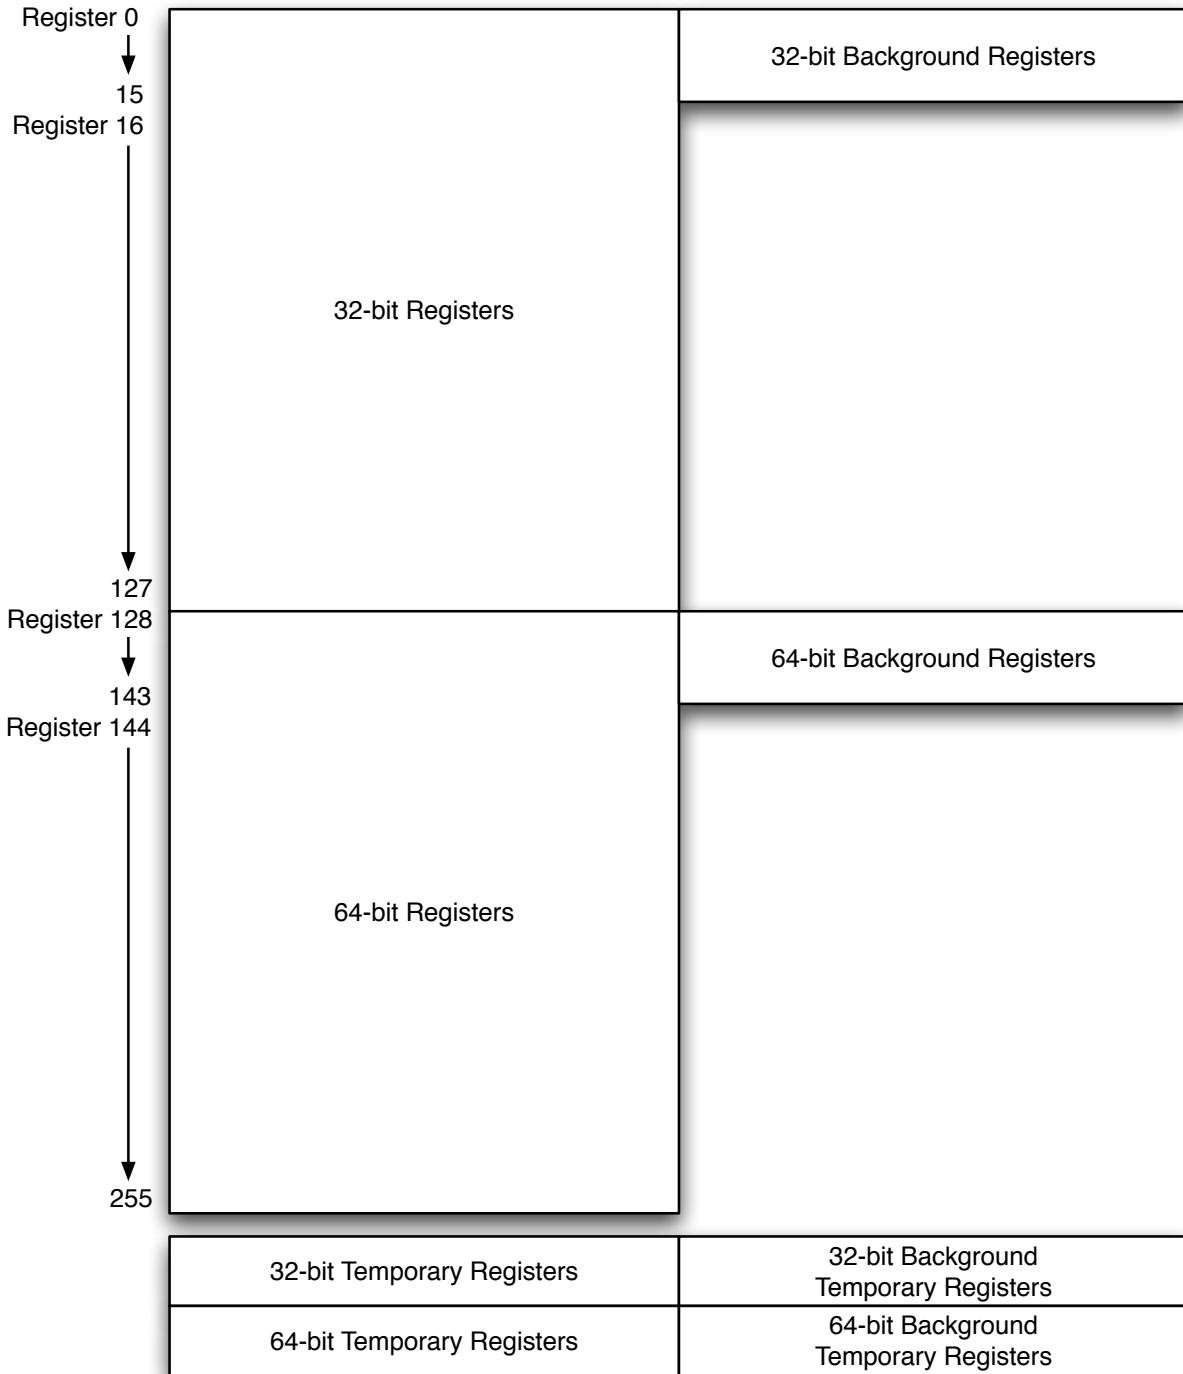 Register 0
15
Register 16
127
Register 128
143
Register 144
255
32-bit Registers
32-bit Background Registers
64-bit Registers
64-bit Background Registers
32-bit Temporary Registers
32-bit Background
Temporary Registers
64-bit Temporary Registers
64-bit Background
Temporary Registers